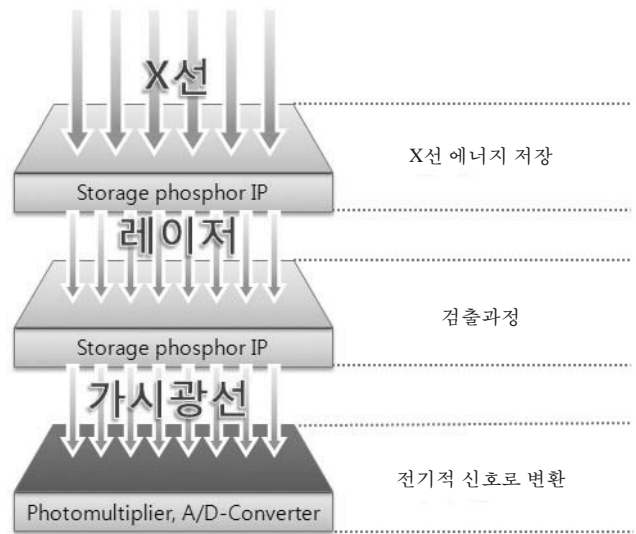 X선
X선 에너지 저장
Storage phosphor IP
레이저
검출과정
Storage phosphor IP
가시광선
전기적 신호로 변환
Photomultiplier, A/D-Converter